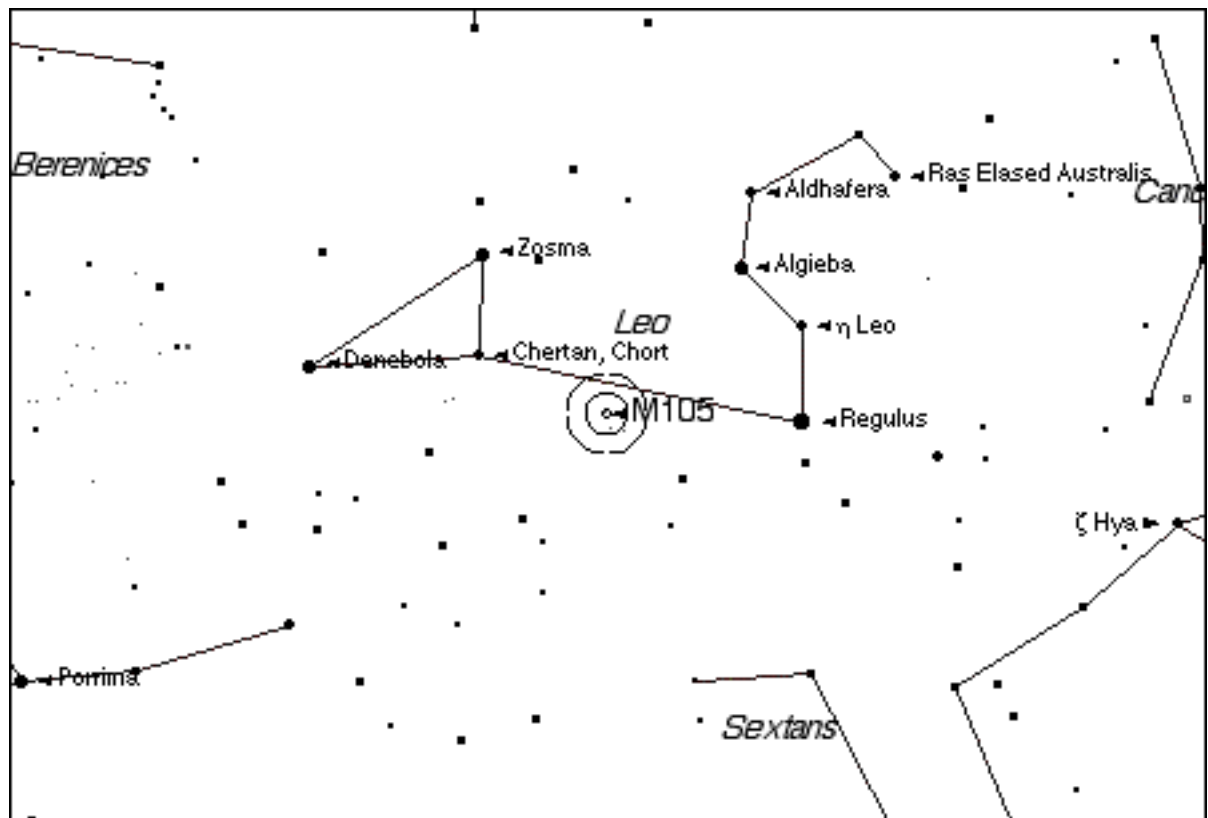 Berenices
Ras Elased Australis
Aldhafera
Canc
Zosma
Algieba
Leo
η Leo
Denebola
Chertan, Chort
M105
Regulus
ζ Hya
Porrima
Sextans